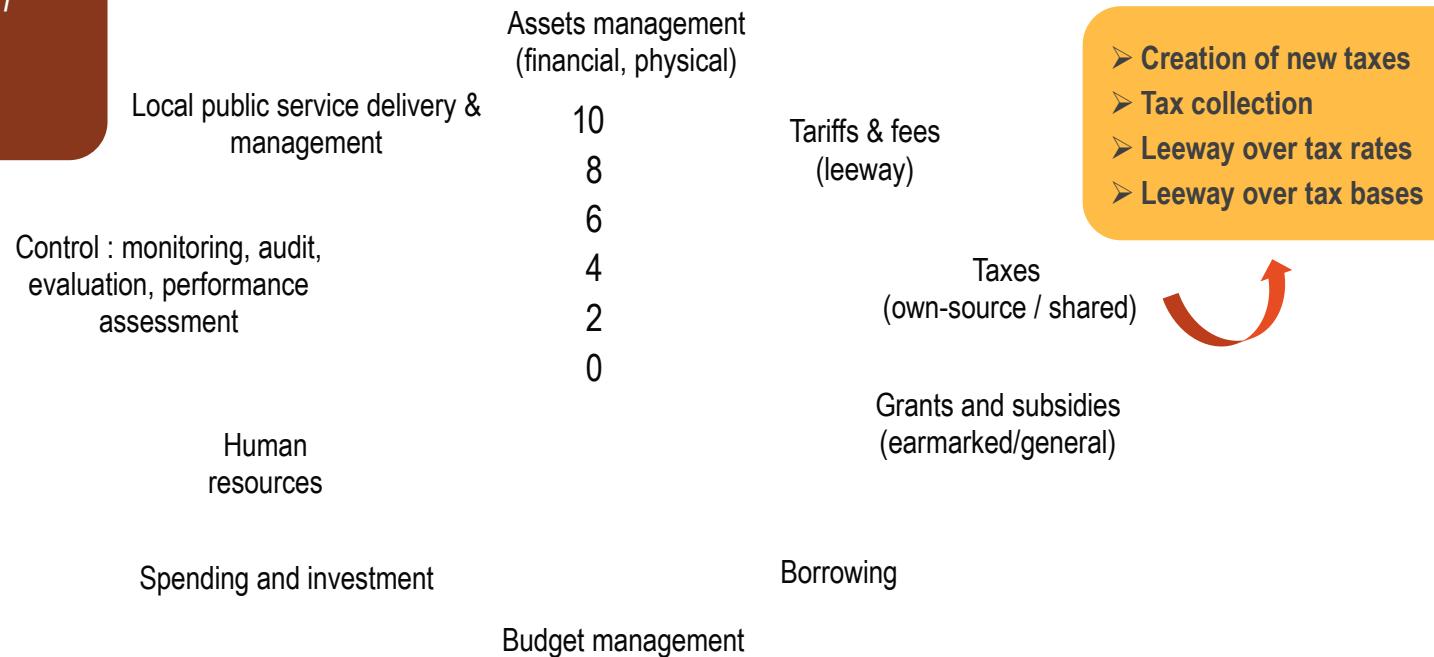 Assets management
(financial, physical)
Local public service delivery &
management
10
8
6
4
2
0
Tariffs & fees
(leeway)
➢ Creation of new taxes
➢ Tax collection
➢ Leeway over tax rates
➢ Leeway over tax bases
Control : monitoring, audit,
evaluation, performance
assessment
Taxes
(own-source / shared)
Grants and subsidies
(earmarked/general)
Human
resources
Spending and investment
Borrowing
Budget management